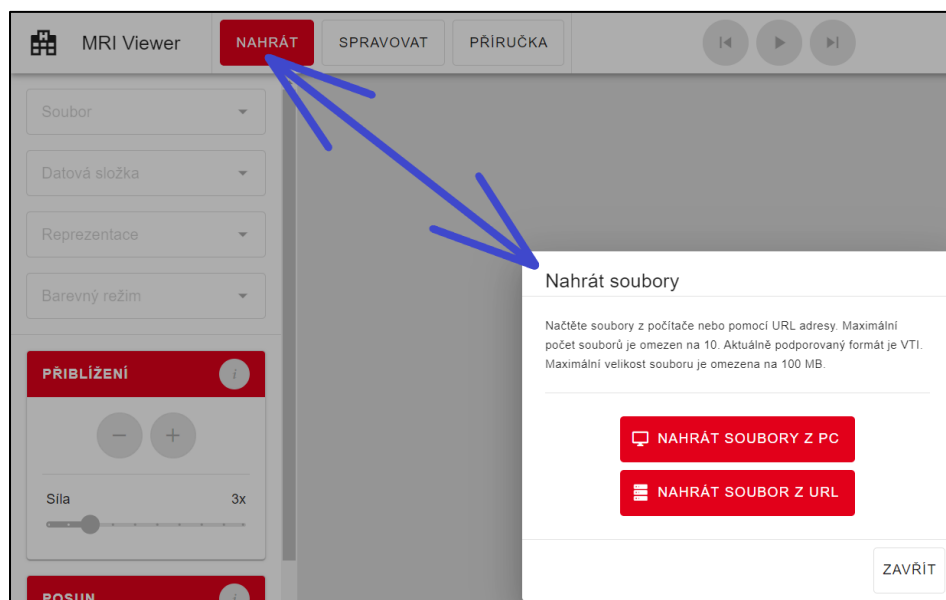 MRI Viewer
NAHRÁT
SPRAVOVAT
PŘÍRUČKA
Soubor
Datová složka
Reprezentace
Barevný režim
PŘIBLÍŽENÍ
i
Síla 3x
POSUN
i
Nahrát soubory
Načtěte soubory z počítače nebo pomocí URL adresy. Maximální
počet souborů je omezen na 10. Aktuálně podporovaný formát je VTI.
Maximální velikost souboru je omezena na 100 MB.
NAHRÁT SOUBORY Z PC
NAHRÁT SOUBOR Z URL
ZAVŘÍT